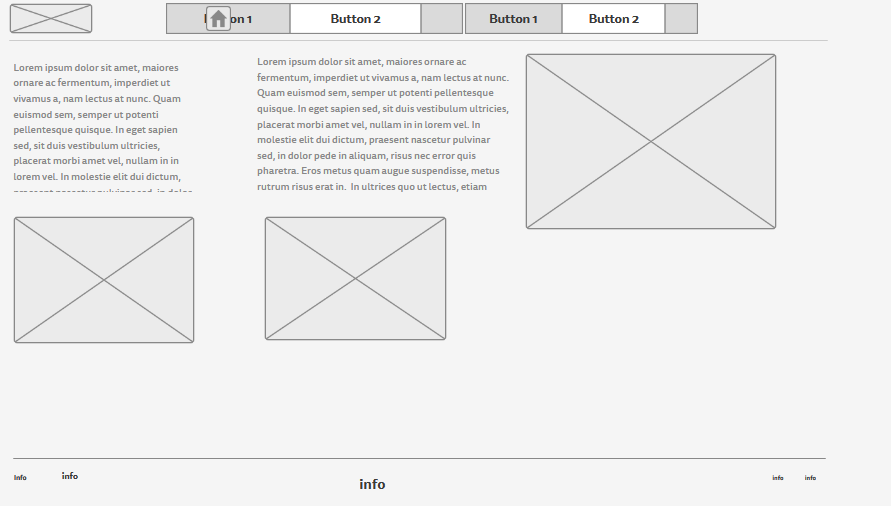 on 1 Button 2 Button 1 Button 2
Lorem ipsum dolor sit amet, maiores
ornare ac fermentum, imperdiet ut
vivamus a, nam lectus at nunc. Quam
euismod sem, semper ut potenti
pellentesque quisque. In eget sapien
sed, sit duis vestibulum ultricies,
placerat morbi amet vel, nullam in in
lorem vel. In molestie elit dui dictum,
praesent nascetur pulvinar sed, in dolor
Lorem ipsum dolor sit amet, maiores ornare ac
fermentum, imperdiet ut vivamus a, nam lectus at nunc.
Quam euismod sem, semper ut potenti pellentesque
quisque. In eget sapien sed, sit duis vestibulum ultricies,
placerat morbi amet vel, nullam in in lorem vel. In
molestie elit dui dictum, praesent nascetur pulvinar
sed, in dolor pede in aliquam, risus nec error quis
pharetra. Eros metus quam augue suspendisse, metus
rutrum risus erat in. In ultrices quo ut lectus, etiam
Info info info info info